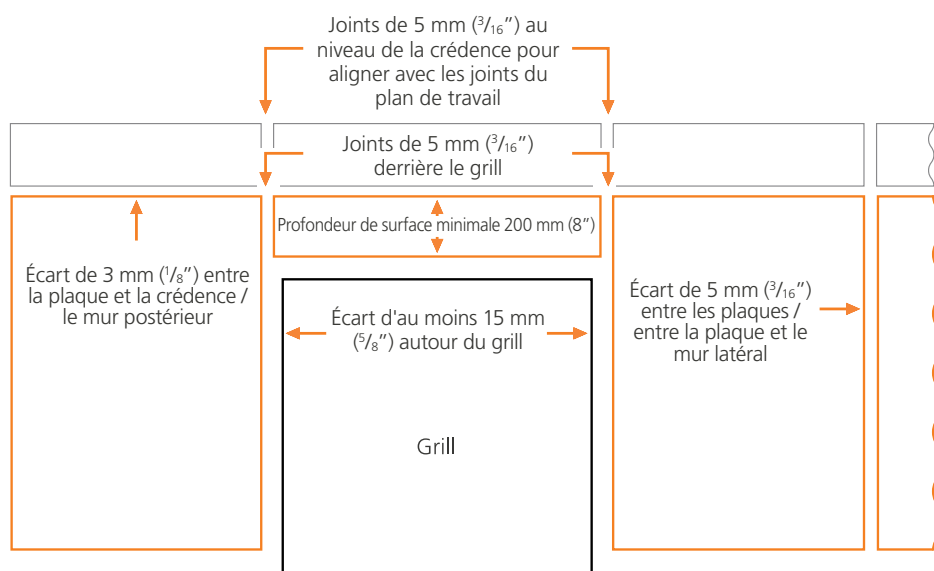 Joints de 5 mm (3/16") au
niveau de la crédence pour
aligner avec les joints du
plan de travail
Joints de 5 mm (3/16")
derrière le grill
Profondeur de surface minimale 200 mm (8")
Écart de 3 mm (1/8") entre
la plaque et la crédence /
le mur postérieur
Écart d'au moins 15 mm
(5/8") autour du grill
Écart de 5 mm (3/16")
entre les plaques /
entre la plaque et le
mur latéral
Grill